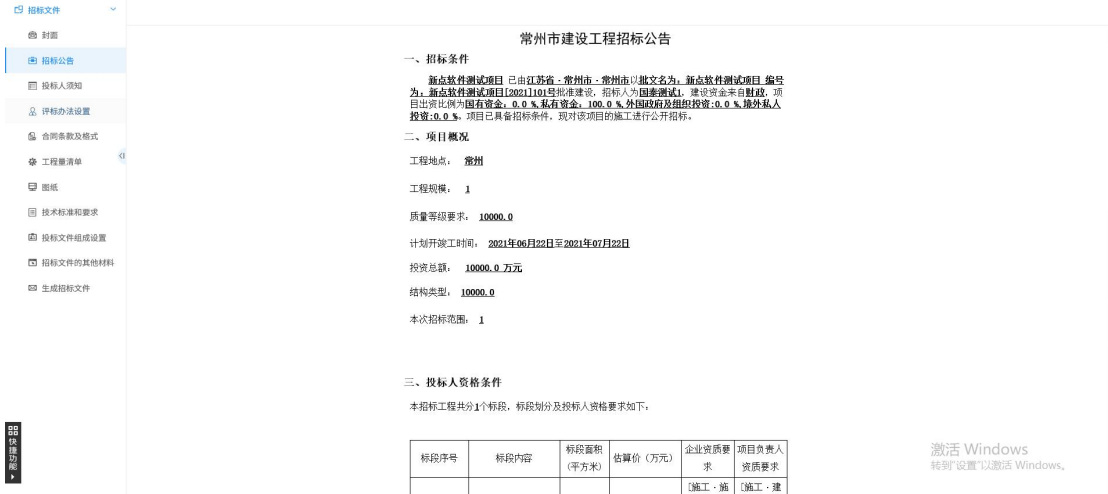 招标文件
封面
招标公告
投标人须知
评标办法设置
合同条款及格式
工程量清单
图纸
技术标准和要求
投标文件组成设置
招标文件的其他材料
生成招标文件
快捷功能
常州市建设工程招标公告
一、招标条件
新点软件测试项目 已由江苏省·常州市·常州市以批文名为：新点软件测试项目 编号
为：新点软件测试项目[2021]101号批准建设，招标人为国泰测试1，建设资金来自财政，项
目出资比例为国有资金：0.0 %,私有资金：100.0 %,外国政府及组织投资:0.0 %,境外私人
投资:0.0 %。项目已具备招标条件，现对该项目的施工进行公开招标。
二、项目概况
工程地点： 常州
工程规模： 1
质量等级要求： 10000.0
计划开竣工时间： 2021年06月22日至2021年07月22日
投资总额： 10000.0 万元
结构类型： 10000.0
本次招标范围： 1
三、投标人资格条件
本招标工程共分1个标段，标段划分及投标人资格要求如下：
标段序号 标段内容 标段面积(平方米) 估算价（万元） 企业资质要求 项目负责人资质要求
[施工·施 [施工·建
激活 Windows
转到"设置"以激活 Windows。